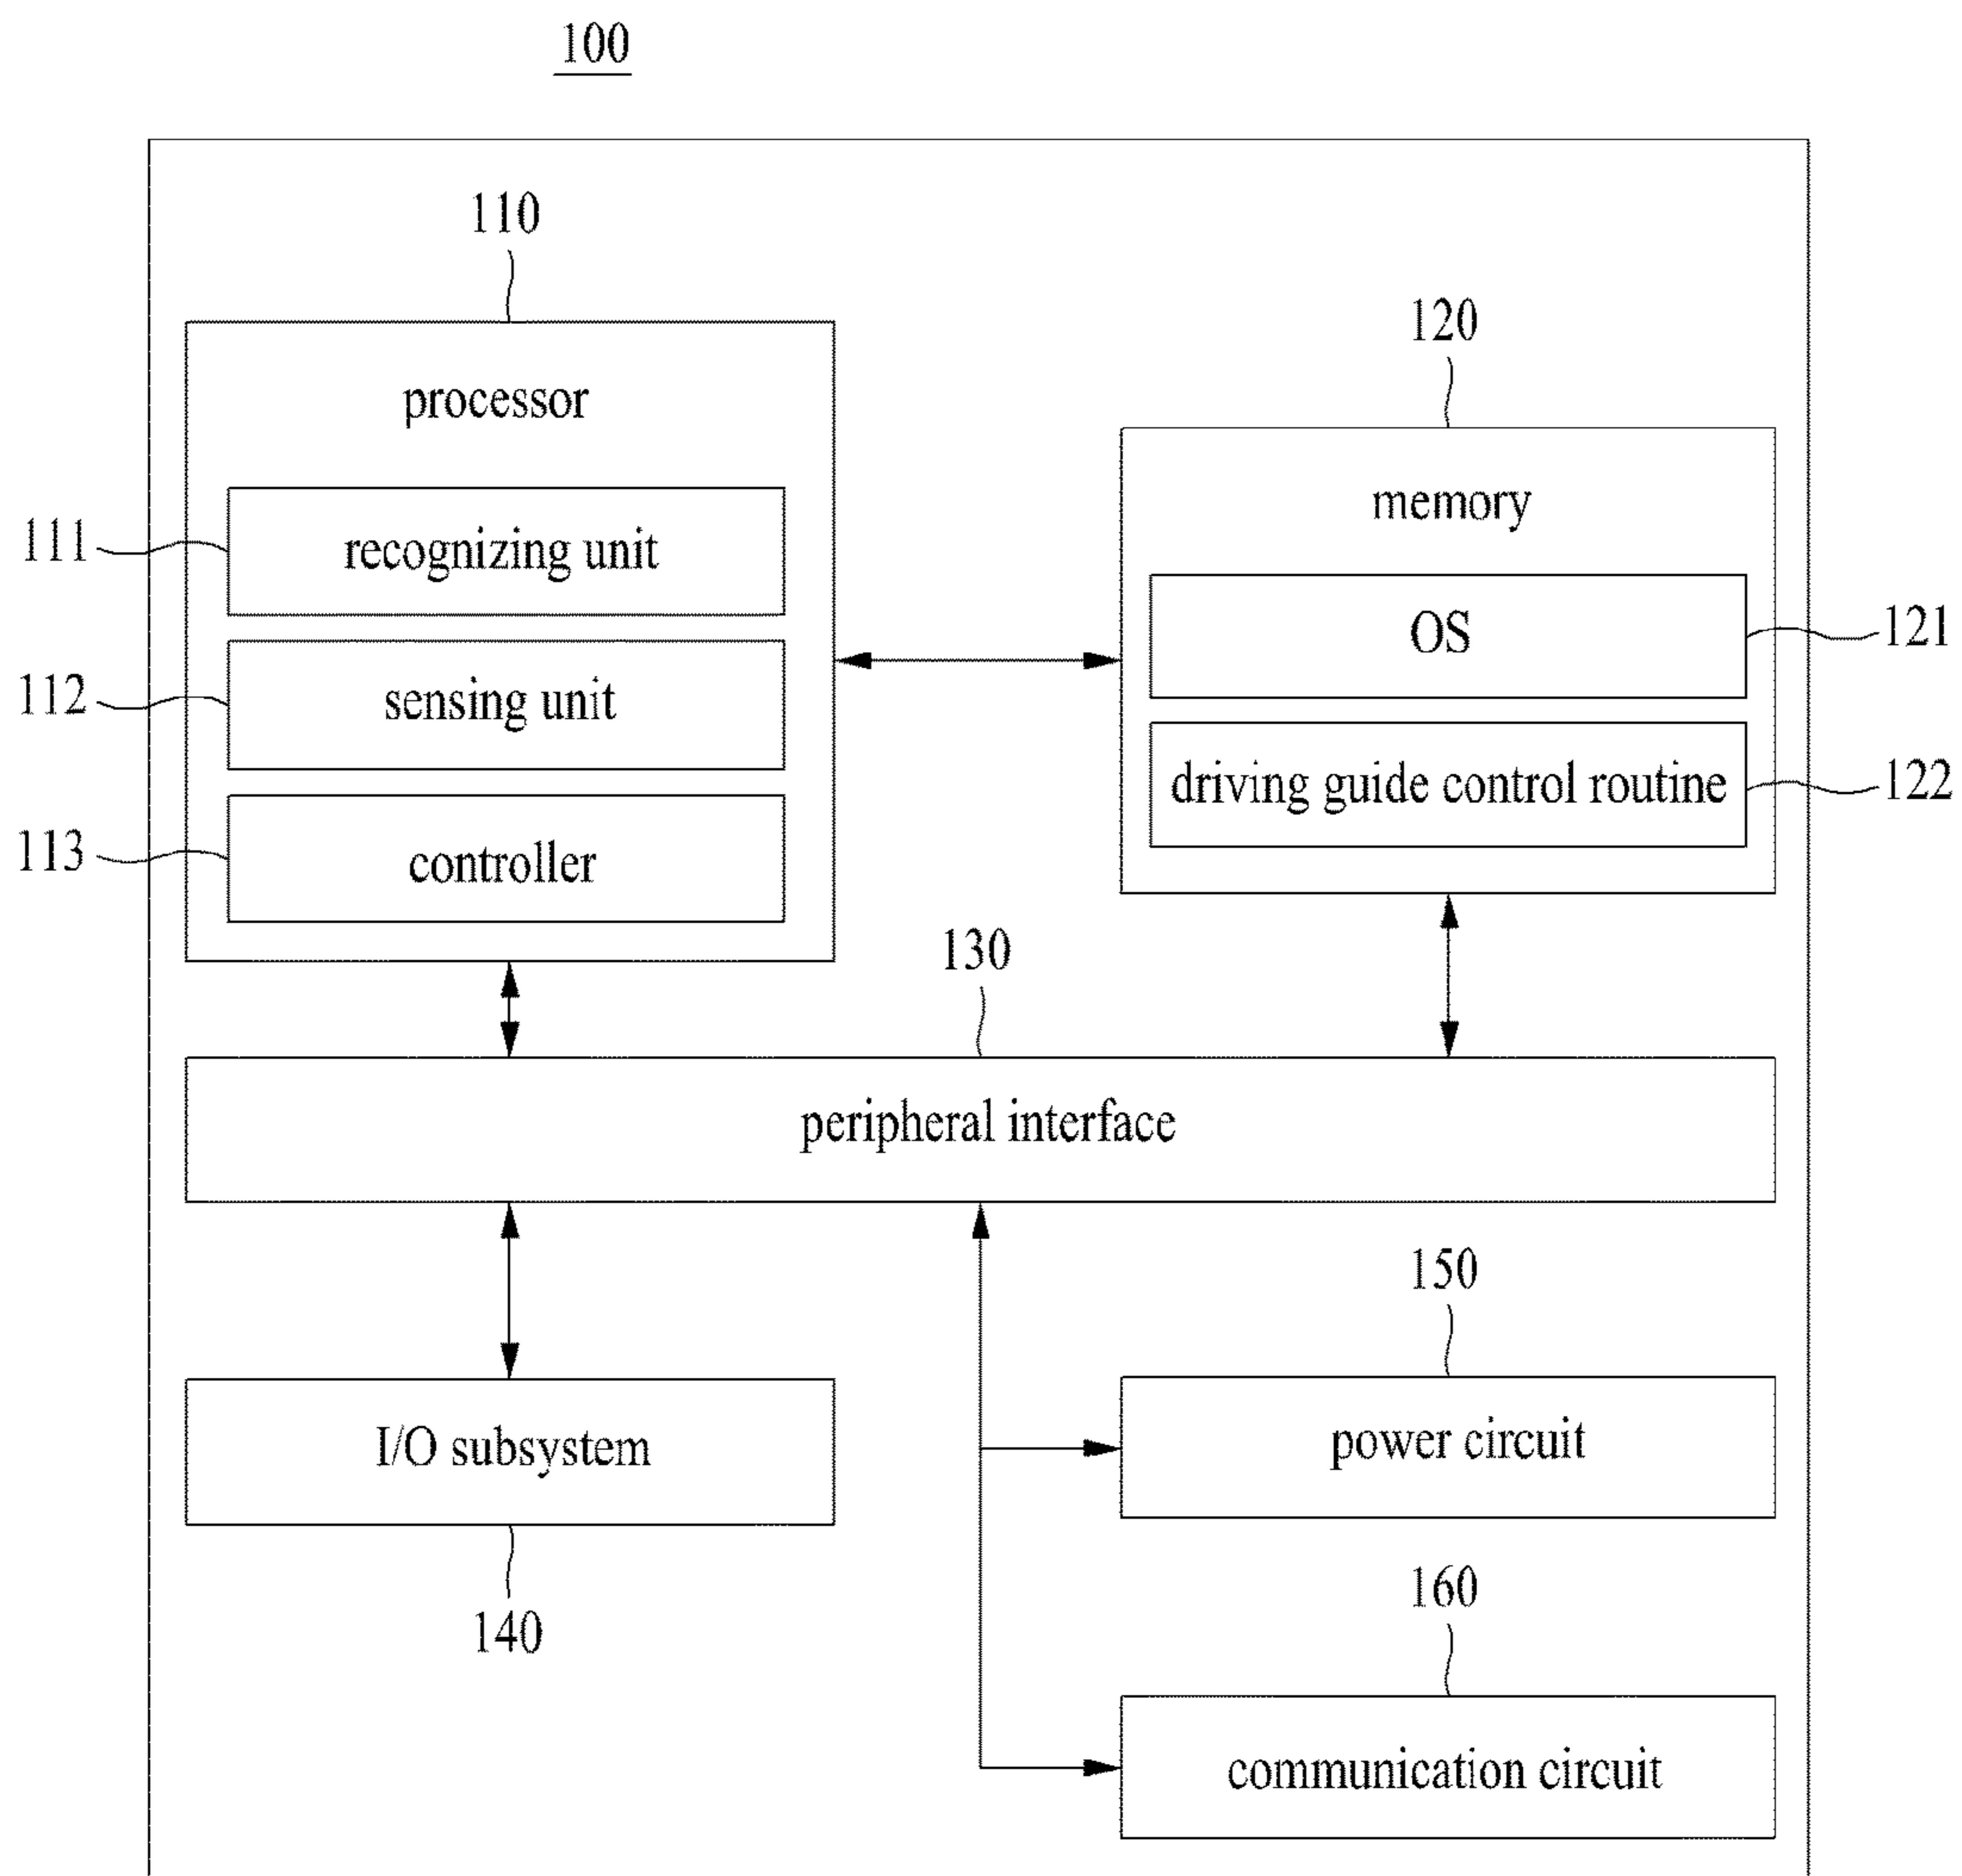 100
110
processor
120
memory
111
recognizing unit
OS
121
112
sensing unit
driving guide control routine
122
113
controller
130
peripheral interface
150
power circuit
I/O subsystem
140
160
communication circuit